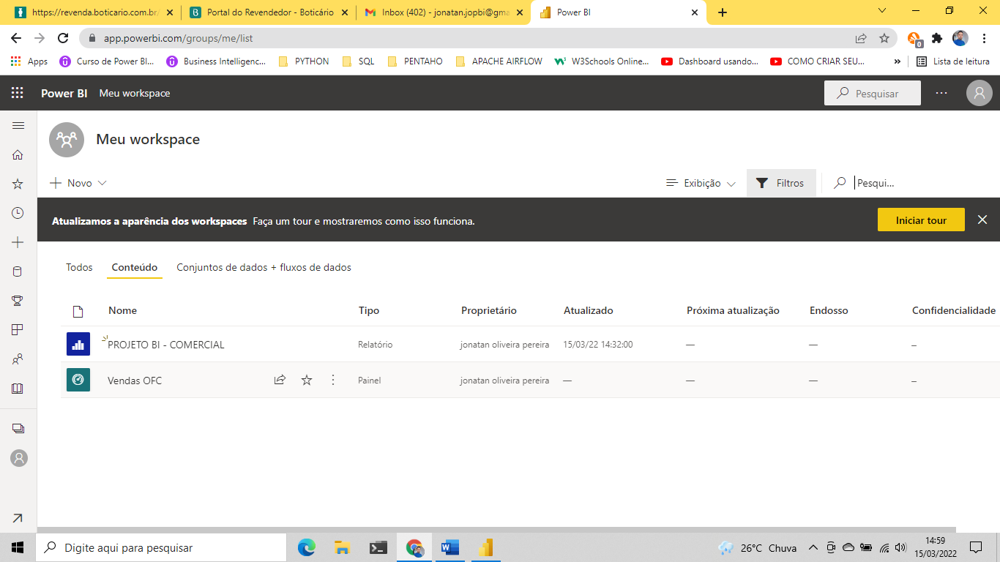 https://revenda.boticario.com.br/
Portal do Revendedor - Boticário
Inbox (402) - jonatan.jopbi@gma
Power BI
app.powerbi.com/groups/me/list
0
Apps
Curso de Power BI...
Business Intelligenc...
PYTHON
SQL
PENTAHO
APACHE AIRFLOW
W3Schools Online...
Dashboard usando...
COMO CRIAR SEU...
»
Lista de leitura
Power BI Meu workspace
Pesquisar
Meu workspace
Novo
Exibição
Filtros
Pesqui...
Atualizamos a aparência dos workspaces Faça um tour e mostraremos como isso funciona.
Iniciar tour
Todos Conteúdo Conjuntos de dados + fluxos de dados
Nome Tipo Proprietário Atualizado Próxima atualização Endosso Confidencialidade
PROJETO BI - COMERCIAL Relatório jonatan oliveira pereira 15/03/22 14:32:00 — — –
Vendas OFC Painel jonatan oliveira pereira — — — –
Digite aqui para pesquisar
26°C Chuva
14:59
15/03/2022